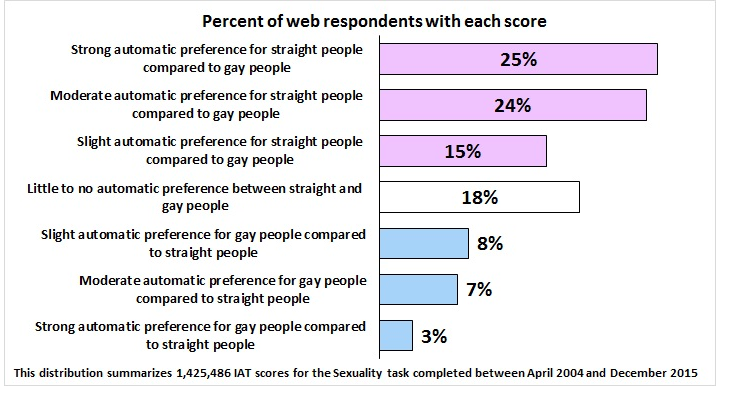 Percent of web respondents with each score
Strong automatic preference for straight people
compared to gay people
25%
Moderate automatic preference for straight people
compared to gay people
24%
Slight automatic preference for straight people
compared to gay people
15%
Little to no automatic preference between straight and
gay people
18%
Slight automatic preference for gay people compared
to straight people
8%
Moderate automatic preference for gay people
compared to straight people
7%
Strong automatic preference for gay people compared
to straight people
3%
This distribution summarizes 1,425,486 IAT scores for the Sexuality task completed between April 2004 and December 2015